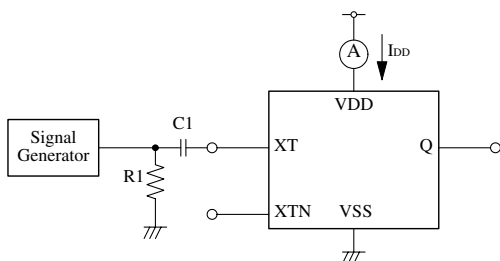 A
IDD
VDD
C1
Signal
Generator
XT
Q
R1
XTN
VSS